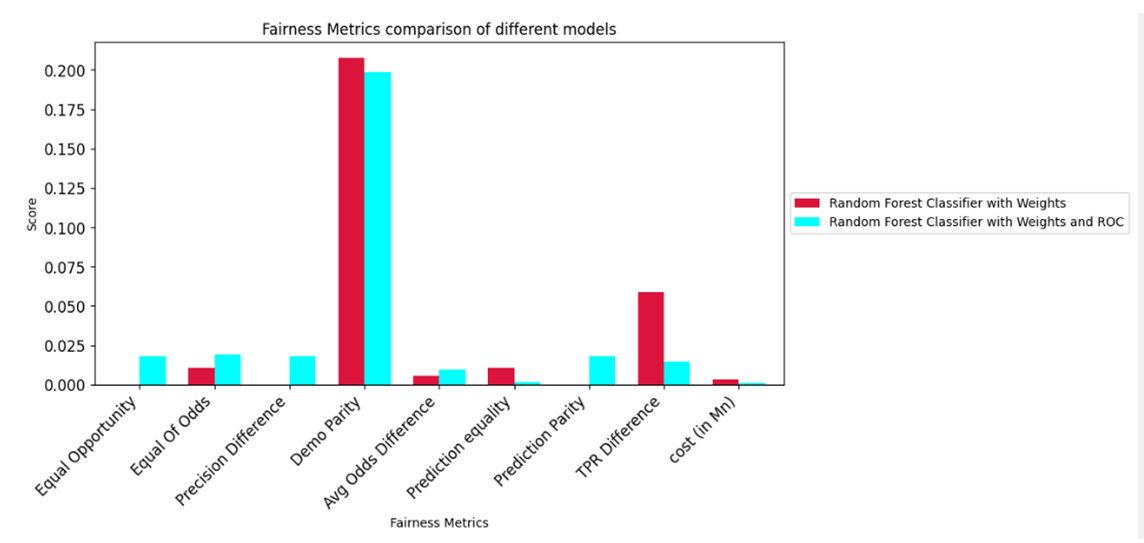 Fairness Metrics comparison of different models
Score
0.200
0.175
0.150
0.125
0.100
0.075
0.050
0.025
0.000
Random Forest Classifier with Weights
Random Forest Classifier with Weights and ROC
Equal Opportunity
Equal Of Odds
Precision Difference
Demo Parity
Avg Odds Difference
Prediction equality
Prediction Parity
TPR Difference
cost (in Mn)
Fairness Metrics